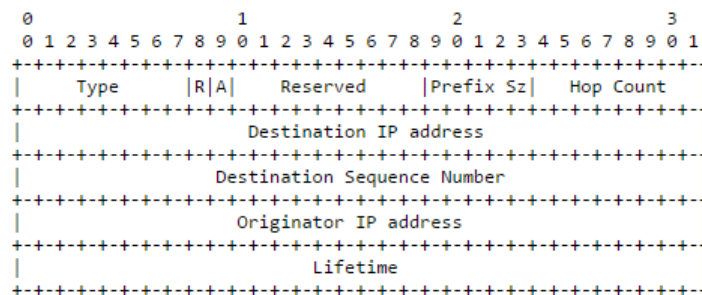 0                   1                   2                   3
0 1 2 3 4 5 6 7 8 9 0 1 2 3 4 5 6 7 8 9 0 1 2 3 4 5 6 7 8 9 0 1
+-+-+-+-+-+-+-+-+-+-+-+-+-+-+-+-+-+-+-+-+-+-+-+-+-+-+-+-+-+-+-+-
|     Type      |R|A|    Reserved     |Prefix Sz|   Hop Count
+-+-+-+-+-+-+-+-+-+-+-+-+-+-+-+-+-+-+-+-+-+-+-+-+-+-+-+-+-+-+-+-
|                     Destination IP address
+-+-+-+-+-+-+-+-+-+-+-+-+-+-+-+-+-+-+-+-+-+-+-+-+-+-+-+-+-+-+-+-
|                  Destination Sequence Number
+-+-+-+-+-+-+-+-+-+-+-+-+-+-+-+-+-+-+-+-+-+-+-+-+-+-+-+-+-+-+-+-
|                    Originator IP address
+-+-+-+-+-+-+-+-+-+-+-+-+-+-+-+-+-+-+-+-+-+-+-+-+-+-+-+-+-+-+-+-
|                           Lifetime
+-+-+-+-+-+-+-+-+-+-+-+-+-+-+-+-+-+-+-+-+-+-+-+-+-+-+-+-+-+-+-+-